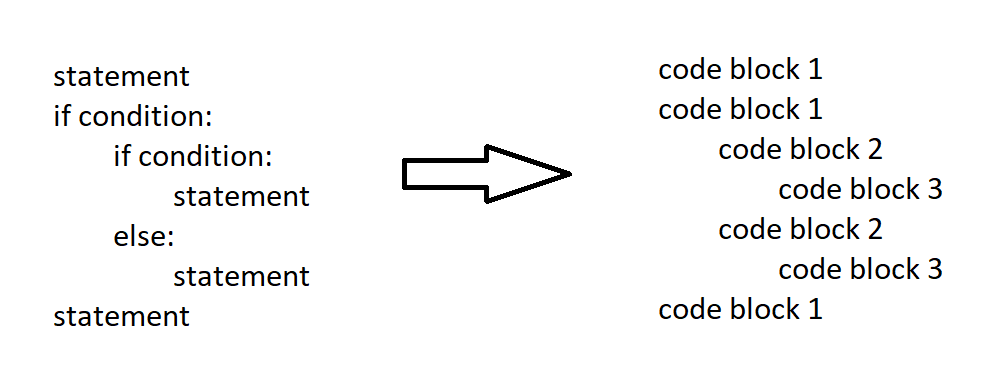 statement
if condition:
if condition:
statement
else:
statement
statement
code block 1
code block 1
code block 2
code block 3
code block 2
code block 3
code block 1